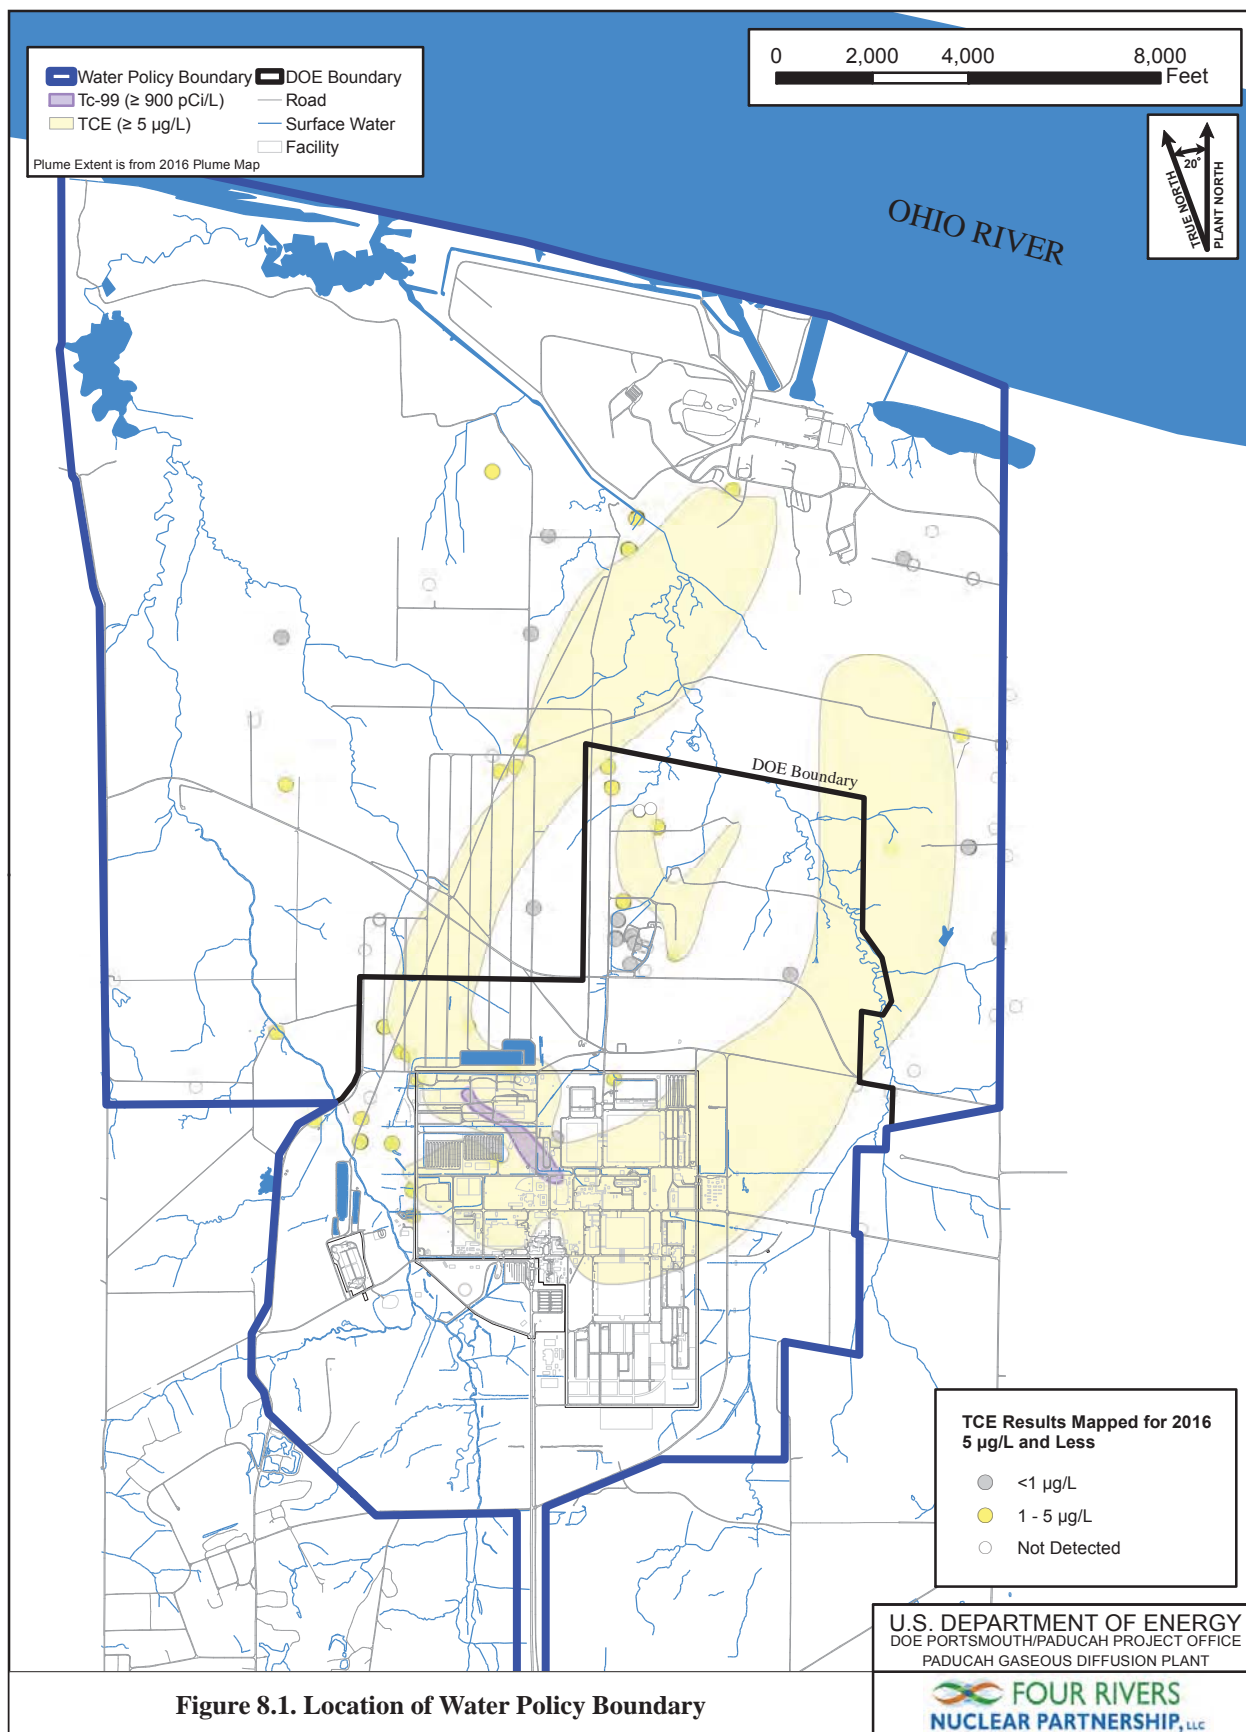 Water Policy Boundary
DOE Boundary
Tc-99 (≥ 900 pCi/L)
Road
TCE (≥ 5 µg/L)
Surface Water
Facility
Plume Extent is from 2016 Plume Map
0 2,000 4,000 8,000
Feet
20°
TRUE NORTH
PLANT NORTH
OHIO RIVER
DOE Boundary
TCE Results Mapped for 2016
5 µg/L and Less
<1 µg/L
1 - 5 µg/L
Not Detected
U.S. DEPARTMENT OF ENERGY
DOE PORTSMOUTH/PADUCAH PROJECT OFFICE
PADUCAH GASEOUS DIFFUSION PLANT
Figure 8.1. Location of Water Policy Boundary
FOUR RIVERS
NUCLEAR PARTNERSHIP, LLC